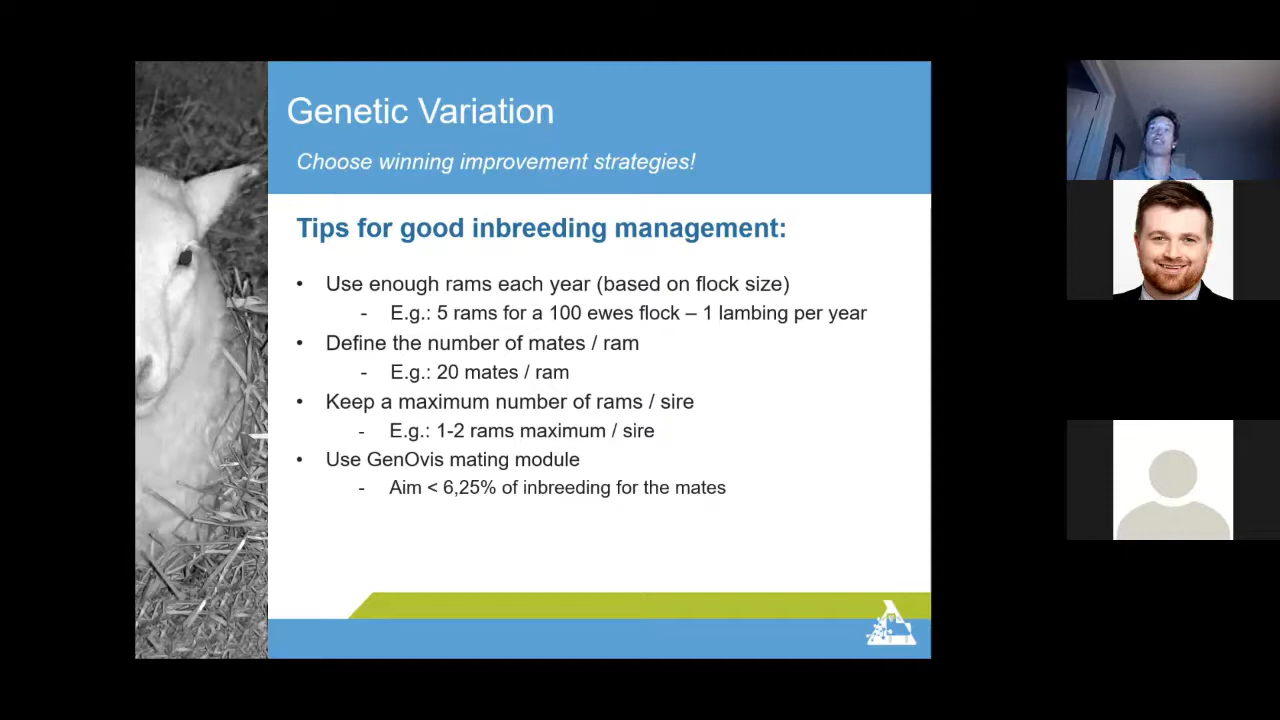 Genetic Variation
Choose winning improvement strategies!
Tips for good inbreeding management:
• Use enough rams each year (based on flock size)
- E.g.: 5 rams for a 100 ewes flock – 1 lambing per year
• Define the number of mates / ram
- E.g.: 20 mates / ram
• Keep a maximum number of rams / sire
- E.g.: 1-2 rams maximum / sire
• Use GenOvis mating module
- Aim < 6,25% of inbreeding for the mates